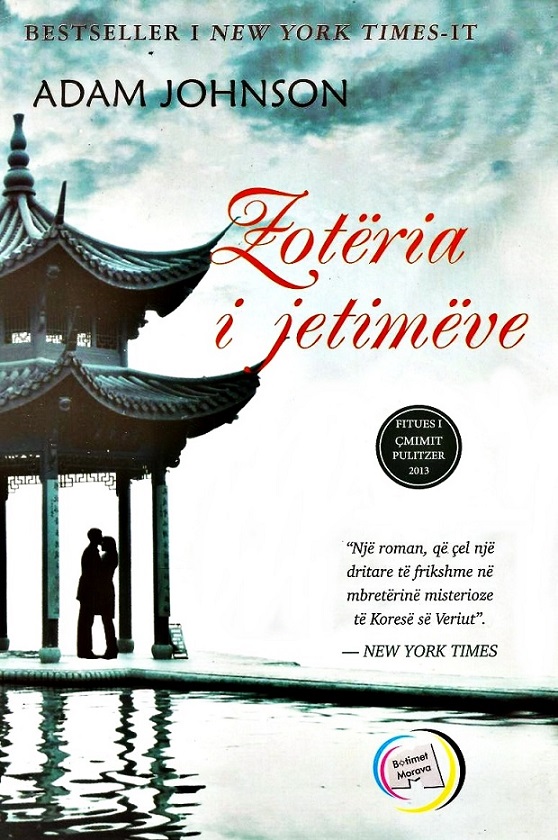 BESTSELLER I NEW YORK TIMES-IT
ADAM JOHNSON
Zotëria
i jetimëve
FITUES I
ÇMIMIT
PULITZER
2013
“Një roman, që çel një
dritare të frikshme në
mbretërinë misterioze
të Koresë së Veriut”.
— NEW YORK TIMES
Botimet
Morava